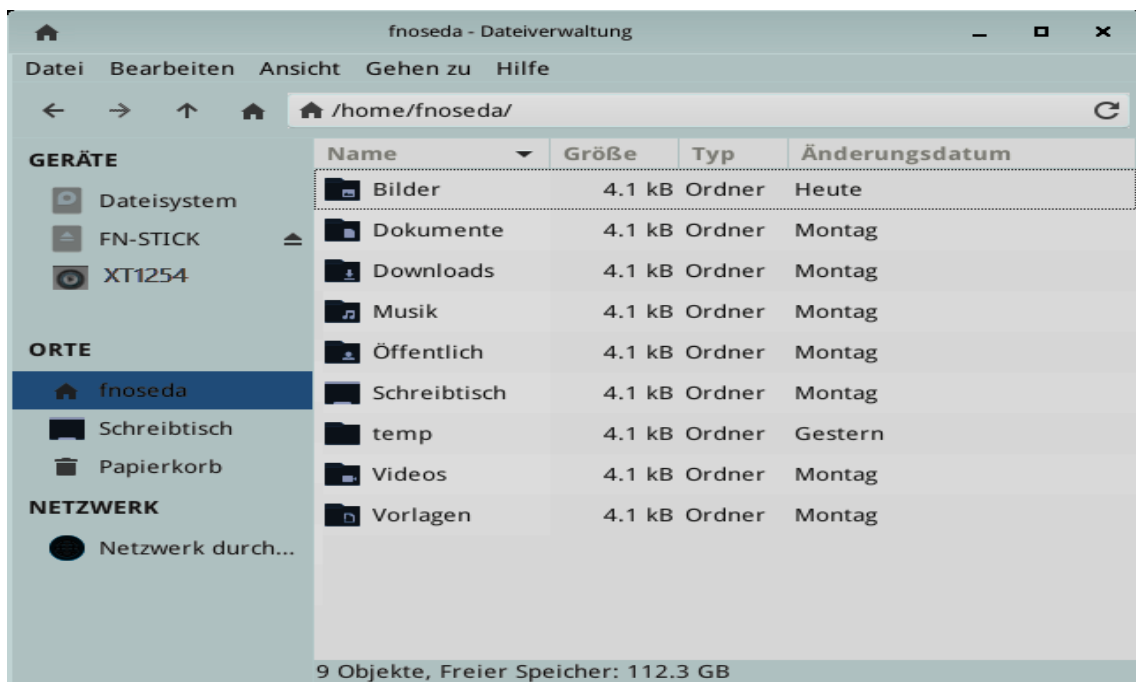 fnoseda - Dateiverwaltung
Datei Bearbeiten Ansicht Gehen zu Hilfe
/home/fnoseda/
GERÄTE
Dateisystem
FN-STICK
XT1254
ORTE
fnoseda
Schreibtisch
Papierkorb
NETZWERK
Netzwerk durch...
Name Größe Typ Änderungsdatum
Bilder 4.1 kB Ordner Heute
Dokumente 4.1 kB Ordner Montag
Downloads 4.1 kB Ordner Montag
Musik 4.1 kB Ordner Montag
Öffentlich 4.1 kB Ordner Montag
Schreibtisch 4.1 kB Ordner Montag
temp 4.1 kB Ordner Gestern
Videos 4.1 kB Ordner Montag
Vorlagen 4.1 kB Ordner Montag
9 Objekte, Freier Speicher: 112.3 GB